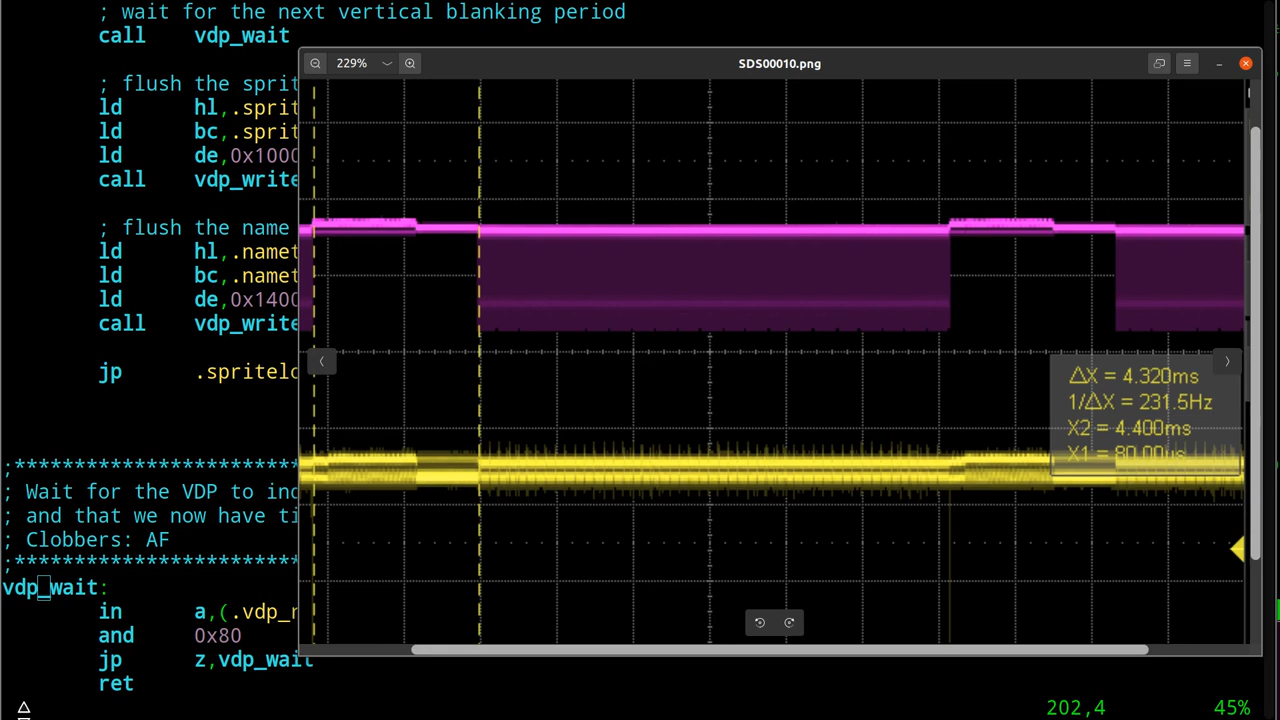 ; wait for the next vertical blanking period
call vdp_wait
; flush the sprit
ld hl,.sprit
ld bc,.sprit
ld de,0x1000
call vdp_write
; flush the name
ld hl,.namet
ld bc,.namet
ld de,0x1400
call vdp_write
jp .spritelo
;*************************
; Wait for the VDP to ind
; and that we now have ti
; Clobbers: AF
;*************************
vdp_wait:
in a,(.vdp_r
and 0x80
jp z,vdp_wait
ret
202,4 45%
229%
SDS00010.png
ΔX = 4.320ms
1/ΔX = 231.5Hz
X2 = 4.400ms
X1 = 80.00us